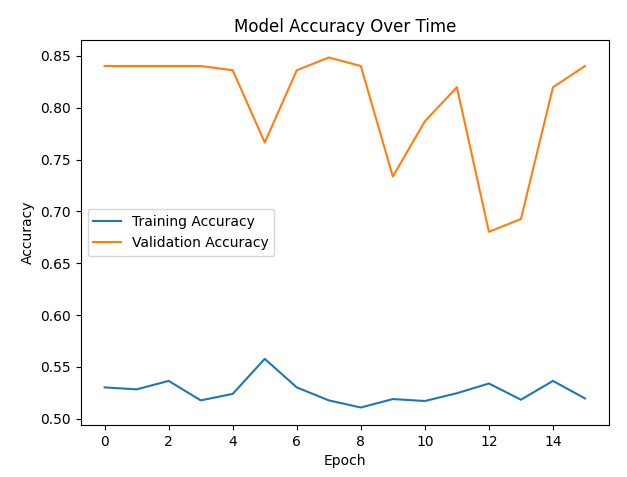 Model Accuracy Over Time
Accuracy
0.85
0.80
0.75
0.70
0.65
0.60
0.55
0.50
Training Accuracy
Validation Accuracy
0 2 4 6 8 10 12 14
Epoch